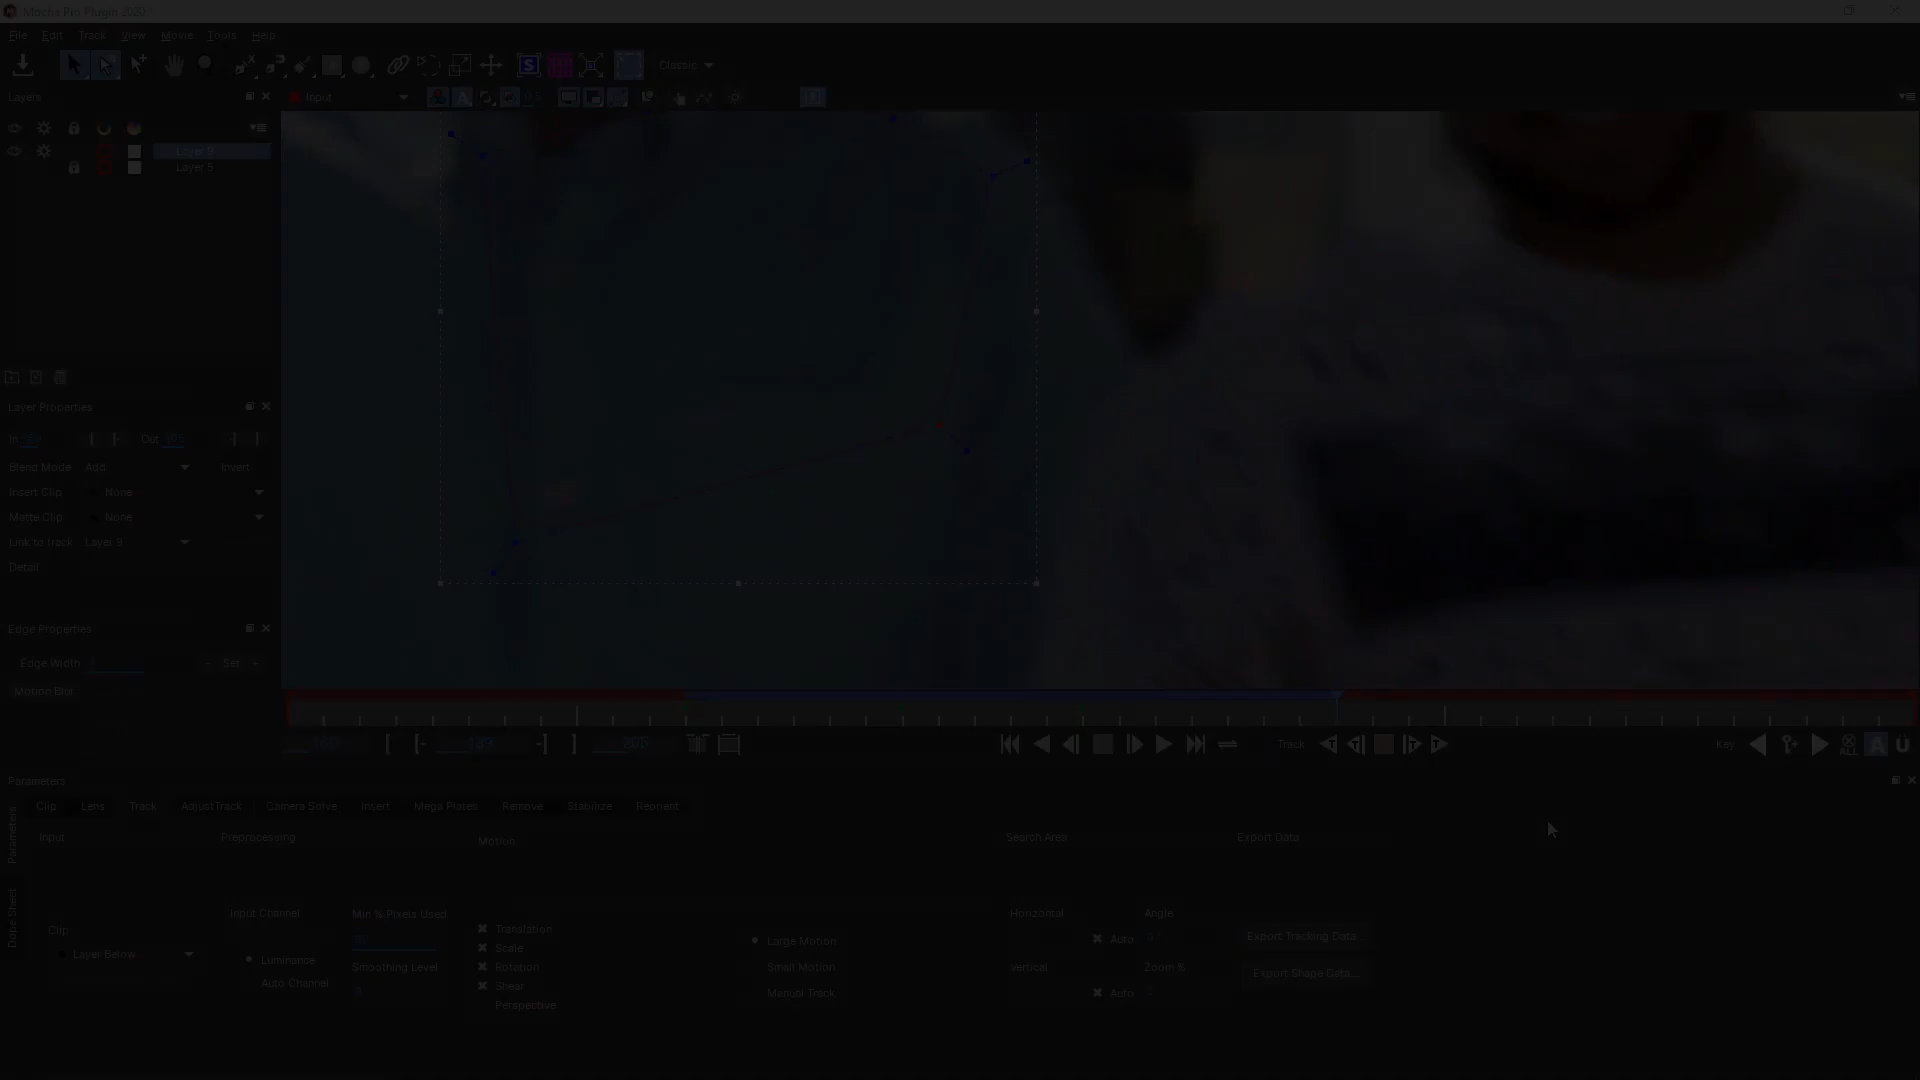 Mocha Pro Plugin 2020
File Edit Track View Movie Tools Help
Classic
Layers
Input
Layer 9
Layer 5
Layer Properties
In Out
Blend Mode Add Invert
Insert Clip None
Matte Clip None
Link to track Layer 9
Detail
Edge Properties
Edge Width Set
Motion Blur
Track
Key
ALL
Parameters
Clip Lens Track AdjustTrack Camera Solve Insert Mega Plates Remove Stabilize Reorient
Parameters
Dope Sheet
Input Preprocessing Motion Search Area Export Data
Input Channel Min % Pixels Used Horizontal Angle
Clip
Layer Below
Luminance
Auto Channel
Smoothing Level
Translation
Scale
Rotation
Shear
Perspective
Large Motion
Small Motion
Manual Track
Auto
Vertical Zoom %
Auto
Export Tracking Data...
Export Shape Data...